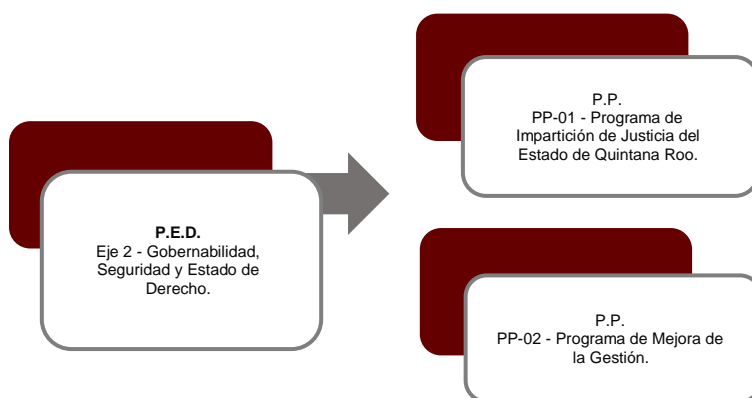 P.E.D.
Eje 2 - Gobernabilidad,
Seguridad y Estado de
Derecho.
P.P.
PP-01 - Programa de
Impartición de Justicia del
Estado de Quintana Roo.
P.P.
PP-02 - Programa de Mejora de
la Gestión.